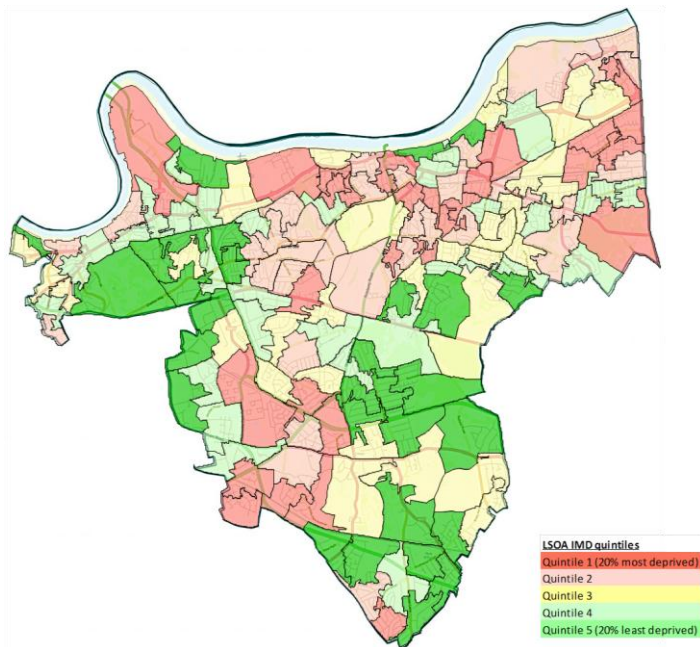 LSOA IMD quintiles
Quintile 1 (20% most deprived)
Quintile 2
Quintile 3
Quintile 4
Quintile 5 (20% least deprived)